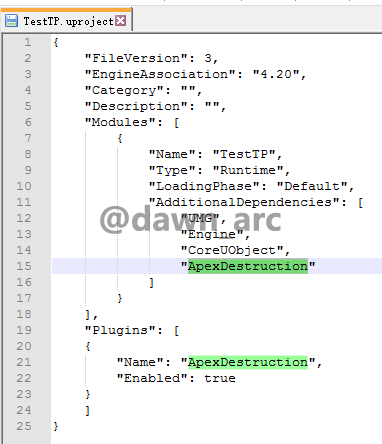 TestTP.uproject
1 {
2 "FileVersion": 3,
3 "EngineAssociation": "4.20",
4 "Category": "",
5 "Description": "",
6 "Modules": [
7 {
8 "Name": "TestTP",
9 "Type": "Runtime",
10 "LoadingPhase": "Default",
11 "AdditionalDependencies": [
12 "UMG",
13 "Engine",
14 "CoreUObject",
15 "ApexDestruction"
16 ]
17 }
18 ],
19 "Plugins": [
20 {
21 "Name": "ApexDestruction",
22 "Enabled": true
23 }
24 ]
25 }
@dawn_arc